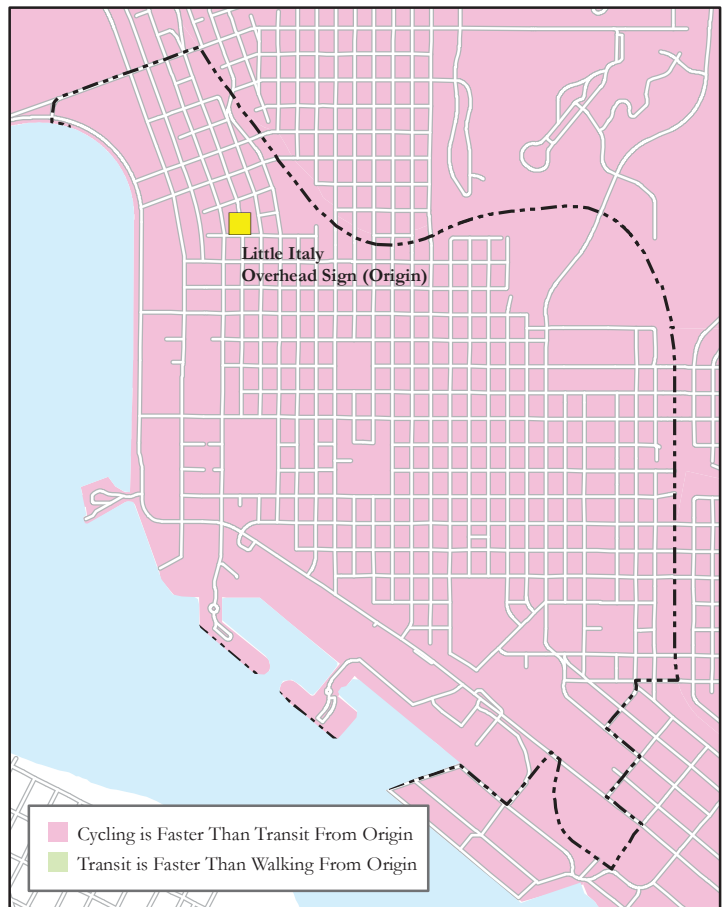 Little Italy
Overhead Sign (Origin)
Cycling is Faster Than Transit From Origin
Transit is Faster Than Walking From Origin